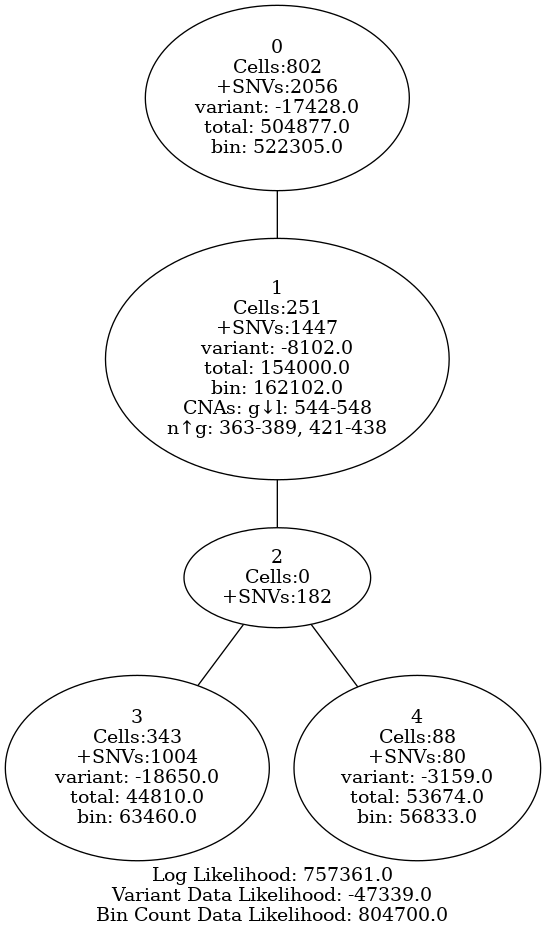 0
Cells:802
+SNVs:2056
variant: -17428.0
total: 504877.0
bin: 522305.0
1
Cells:251
+SNVs:1447
variant: -8102.0
total: 154000.0
bin: 162102.0
CNAs: g↓l: 544-548
n↑g: 363-389, 421-438
2
Cells:0
+SNVs:182
3
Cells:343
+SNVs:1004
variant: -18650.0
total: 44810.0
bin: 63460.0
4
Cells:88
+SNVs:80
variant: -3159.0
total: 53674.0
bin: 56833.0
Log Likelihood: 757361.0
Variant Data Likelihood: -47339.0
Bin Count Data Likelihood: 804700.0